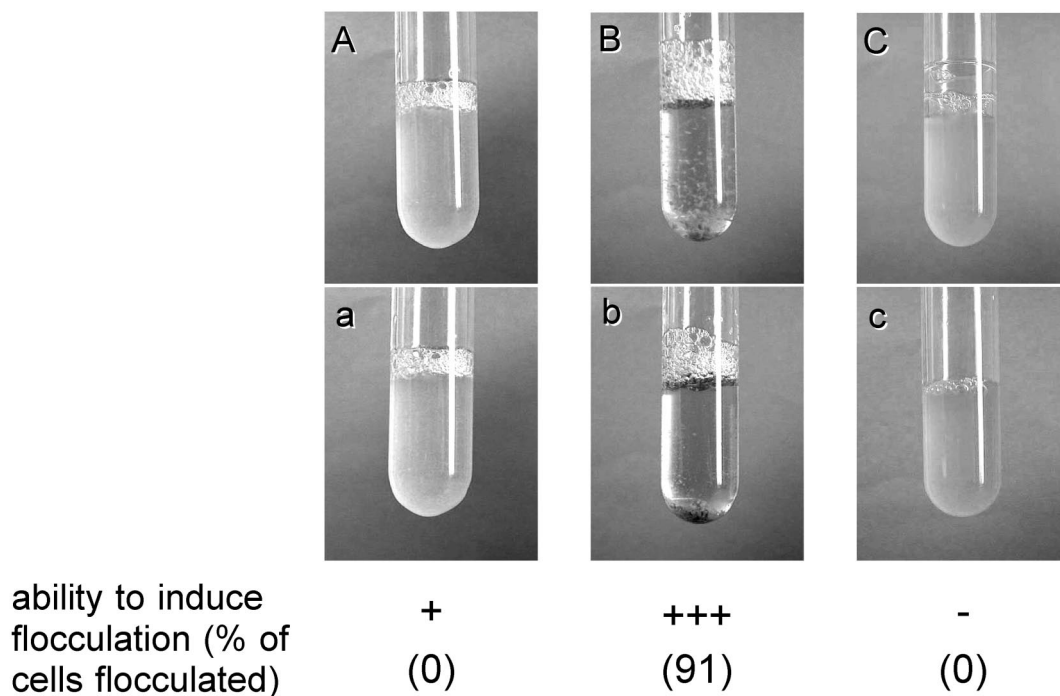 A B C
a b c
ability to induce
flocculation (% of
cells flocculated)
+ +++ -
(0) (91) (0)